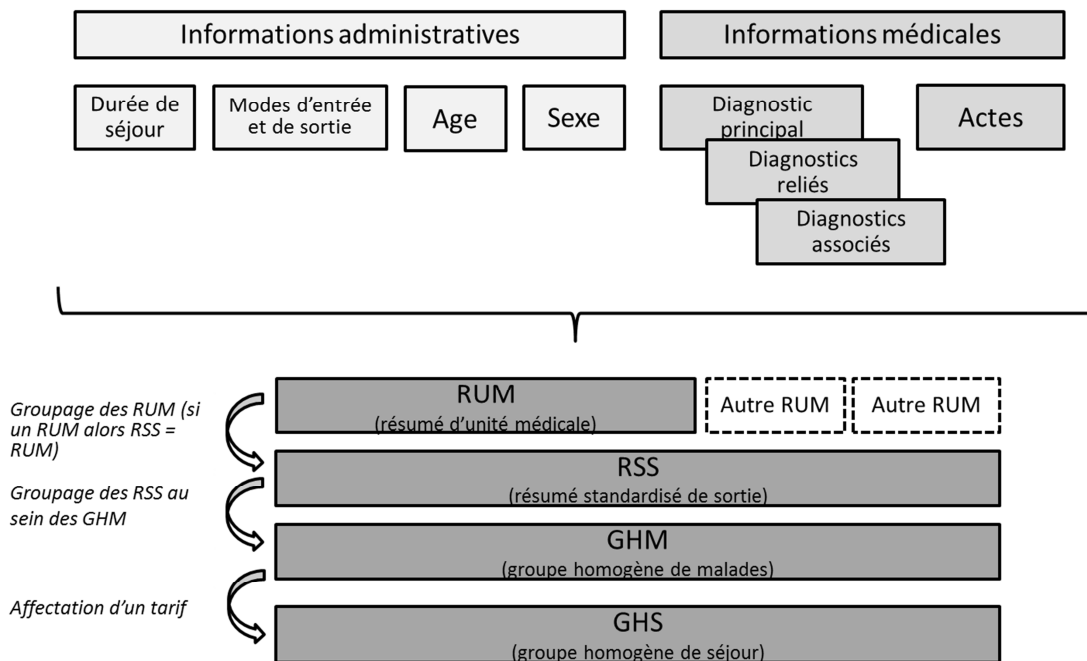 Informations administratives
Informations médicales
Durée de
séjour
Modes d'entrée
et de sortie
Age
Sexe
Diagnostic
principal
Actes
Diagnostics
reliés
Diagnostics
associés
RUM
(résumé d'unité médicale)
Autre RUM
Autre RUM
Groupage des RUM (si
un RUM alors RSS =
RUM)
RSS
(résumé standardisé de sortie)
Groupage des RSS au
sein des GHM
GHM
(groupe homogène de malades)
Affectation d'un tarif
GHS
(groupe homogène de séjour)